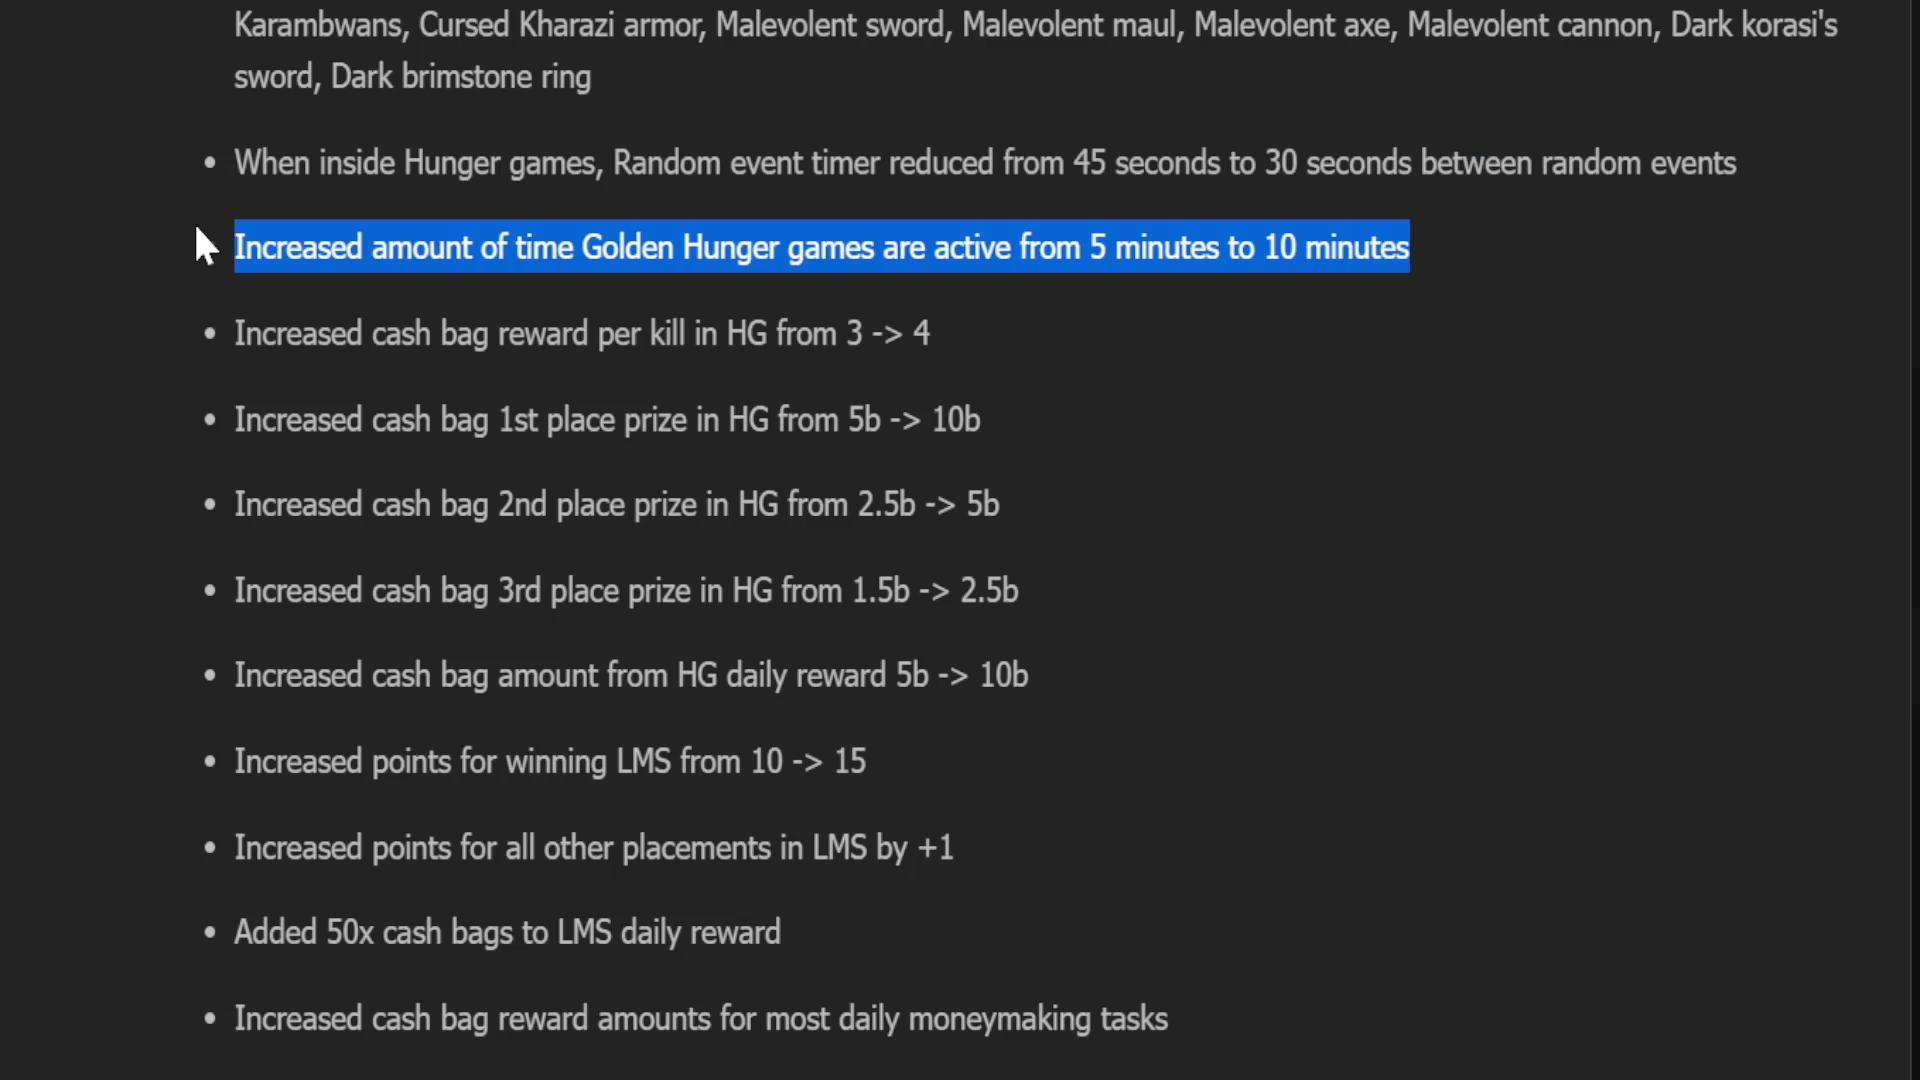 Karambwans, Cursed Kharazi armor, Malevolent sword, Malevolent maul, Malevolent axe, Malevolent cannon, Dark korasi's
sword, Dark brimstone ring
• When inside Hunger games, Random event timer reduced from 45 seconds to 30 seconds between random events
Increased amount of time Golden Hunger games are active from 5 minutes to 10 minutes
• Increased cash bag reward per kill in HG from 3 -> 4
• Increased cash bag 1st place prize in HG from 5b -> 10b
• Increased cash bag 2nd place prize in HG from 2.5b -> 5b
• Increased cash bag 3rd place prize in HG from 1.5b -> 2.5b
• Increased cash bag amount from HG daily reward 5b -> 10b
• Increased points for winning LMS from 10 -> 15
• Increased points for all other placements in LMS by +1
• Added 50x cash bags to LMS daily reward
• Increased cash bag reward amounts for most daily moneymaking tasks